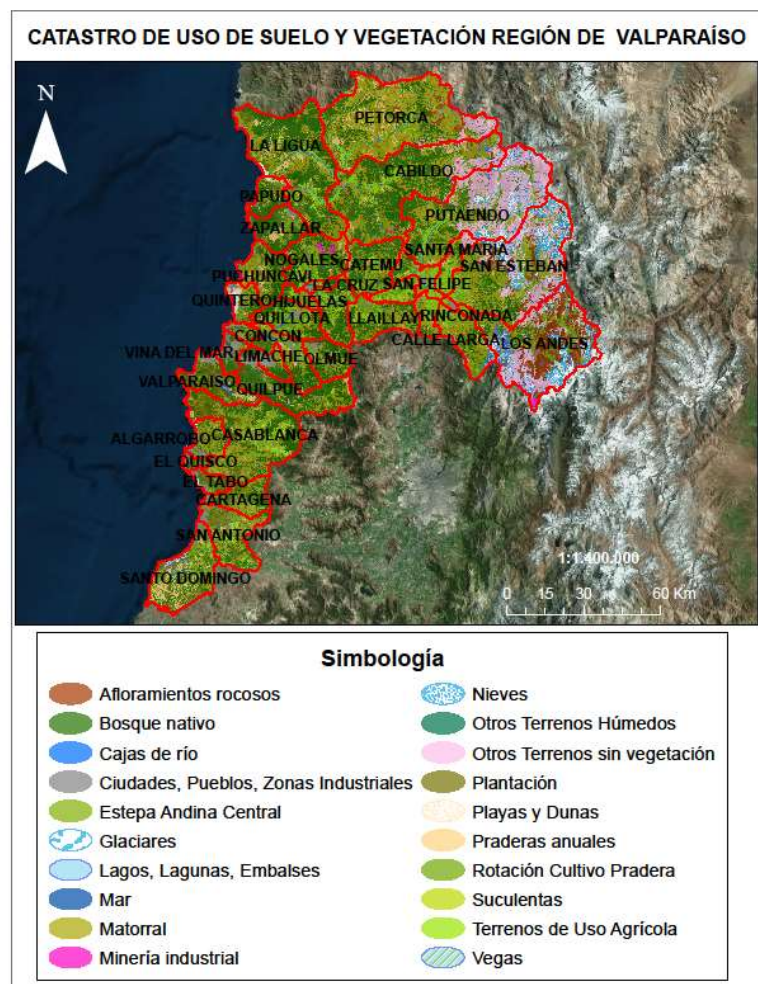 CATASTRO DE USO DE SUELO Y VEGETACIÓN REGIÓN DE VALPARAÍSO
N
PETORCA
LA LIGUA
CABILDO
PAPUDO
PUTAENDO
ZAPALLAR
SANTA MARIA
NOGALES
CATEMU
SAN ESTEBAN
PUCHUNCAVI
LA CRUZ
SAN FELIPE
QUINTERO
HIJUELAS
QUILLOTA
LLAILLAY
RINCONADA
CONCON
CALLE LARGA
LOS ANDES
VINA DEL MAR
LIMACHE
OLMUE
VALPARAISO
QUILPUE
ALGARROBO
CASABLANCA
EL QUISCO
EL TABO
CARTAGENA
SAN ANTONIO
SANTO DOMINGO
1:1.400.000
0 15 30 60 Km
Simbología
Afloramientos rocosos
Bosque nativo
Cajas de río
Ciudades, Pueblos, Zonas Industriales
Estepa Andina Central
Glaciares
Lagos, Lagunas, Embalses
Mar
Matorral
Minería industrial
Nieves
Otros Terrenos Húmedos
Otros Terrenos sin vegetación
Plantación
Playas y Dunas
Praderas anuales
Rotación Cultivo Pradera
Suculentas
Terrenos de Uso Agrícola
Vegas